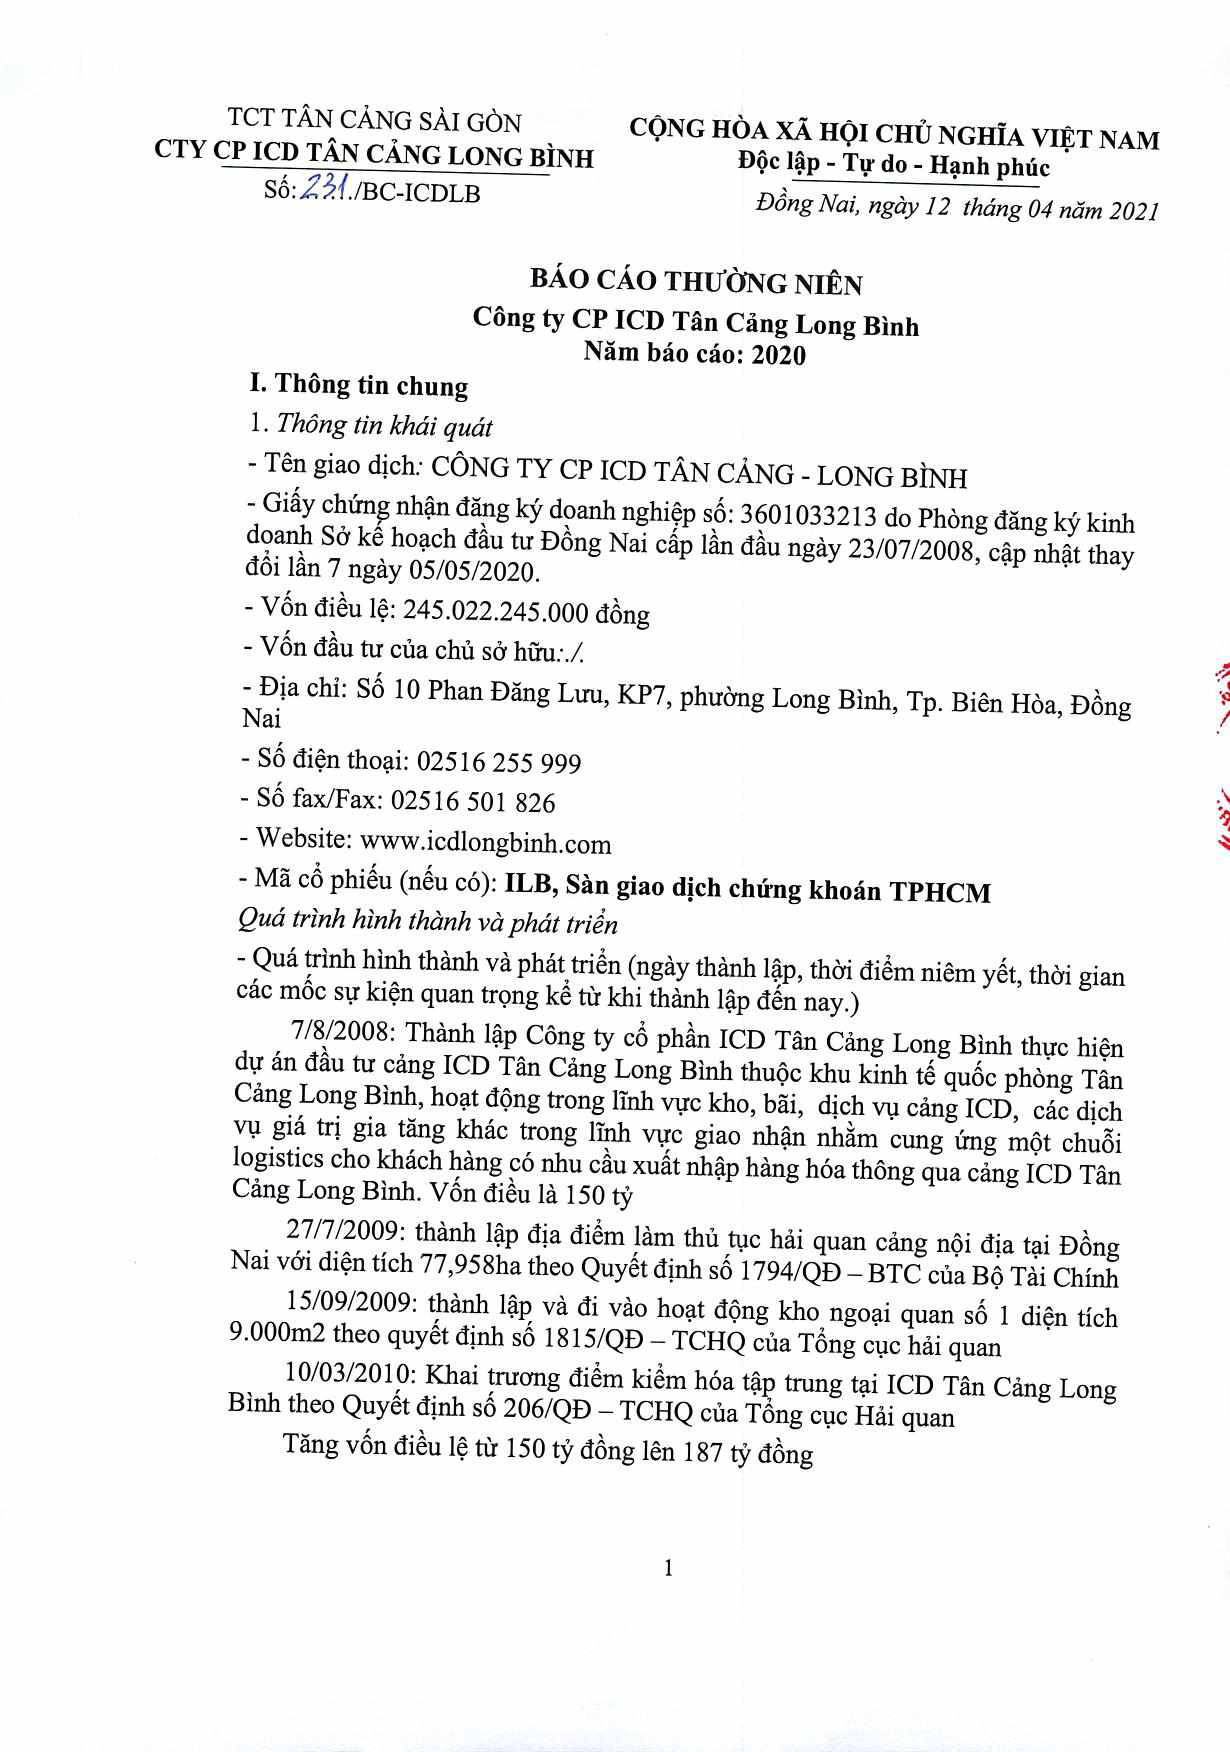 TCT TÂN CẢNG SÀI GÒN
CTY CP ICD TÂN CẢNG LONG BÌNH
Số: 231./BC-ICDLB
CỘNG HÒA XÃ HỘI CHỦ NGHĨA VIỆT NAM
Độc lập - Tự do - Hạnh phúc
Đồng Nai, ngày 12 tháng 04 năm 2021
BÁO CÁO THƯỜNG NIÊN
Công ty CP ICD Tân Cảng Long Bình
Năm báo cáo: 2020
I. Thông tin chung
1. Thông tin khái quát
- Tên giao dịch: CÔNG TY CP ICD TÂN CẢNG - LONG BÌNH
- Giấy chứng nhận đăng ký doanh nghiệp số: 3601033213 do Phòng đăng ký kinh
doanh Sở kế hoạch đầu tư Đồng Nai cấp lần đầu ngày 23/07/2008, cập nhật thay
đổi lần 7 ngày 05/05/2020.
- Vốn điều lệ: 245.022.245.000 đồng
- Vốn đầu tư của chủ sở hữu:./.
- Địa chỉ: Số 10 Phan Đăng Lưu, KP7, phường Long Bình, Tp. Biên Hòa, Đồng
Nai
- Số điện thoại: 02516 255 999
- Số fax/Fax: 02516 501 826
- Website: www.icdlongbinh.com
- Mã cổ phiếu (nếu có): ILB, Sàn giao dịch chứng khoán TPHCM
Quá trình hình thành và phát triển
- Quá trình hình thành và phát triển (ngày thành lập, thời điểm niêm yết, thời gian
các mốc sự kiện quan trọng kể từ khi thành lập đến nay.)
7/8/2008: Thành lập Công ty cổ phần ICD Tân Cảng Long Bình thực hiện
dự án đầu tư cảng ICD Tân Cảng Long Bình thuộc khu kinh tế quốc phòng Tân
Cảng Long Bình, hoạt động trong lĩnh vực kho, bãi, dịch vụ cảng ICD, các dịch
vụ giá trị gia tăng khác trong lĩnh vực giao nhận nhằm cung ứng một chuỗi
logistics cho khách hàng có nhu cầu xuất nhập hàng hóa thông qua cảng ICD Tân
Cảng Long Bình. Vốn điều là 150 tỷ
27/7/2009: thành lập địa điểm làm thủ tục hải quan cảng nội địa tại Đồng
Nai với diện tích 77,958ha theo Quyết định số 1794/QĐ – BTC của Bộ Tài Chính
15/09/2009: thành lập và đi vào hoạt động kho ngoại quan số 1 diện tích
9.000m2 theo quyết định số 1815/QĐ – TCHQ của Tổng cục hải quan
10/03/2010: Khai trương điểm kiểm hóa tập trung tại ICD Tân Cảng Long
Bình theo Quyết định số 206/QĐ – TCHQ của Tổng cục Hải quan
Tăng vốn điều lệ từ 150 tỷ đồng lên 187 tỷ đồng
1